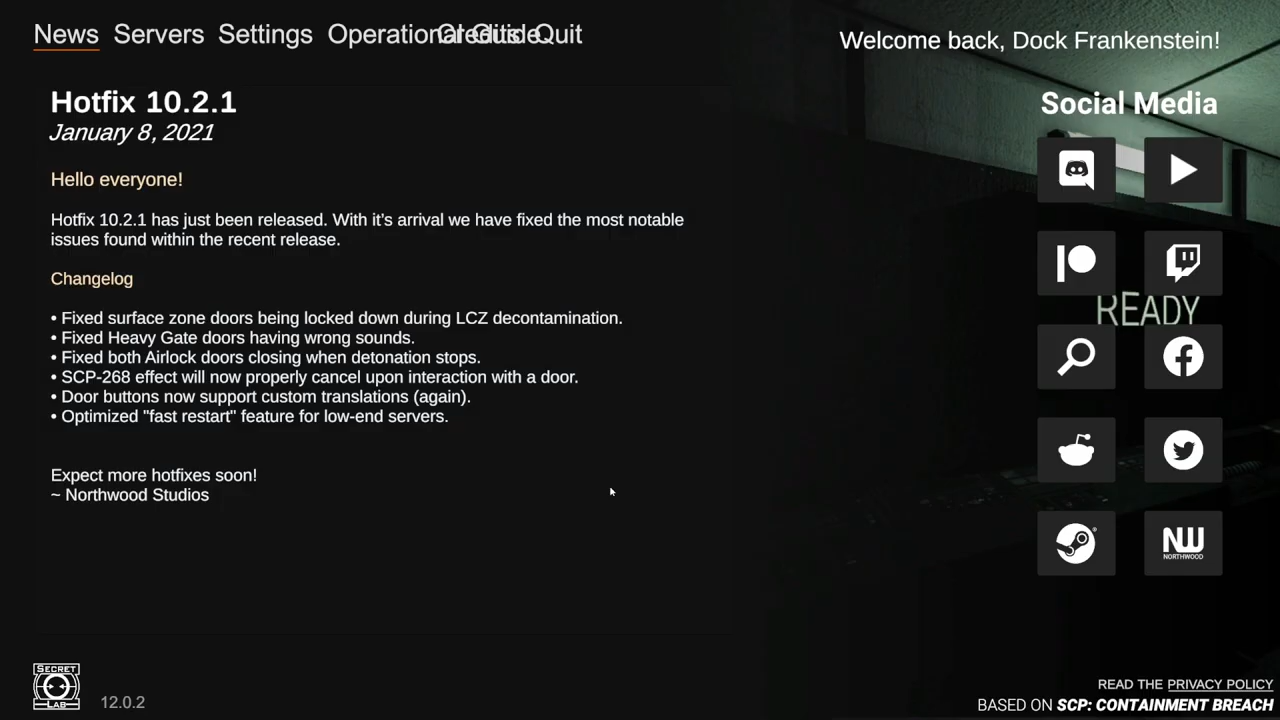 News Servers Settings Operational Guide Credits Quit
Welcome back, Dock Frankenstein!
Hotfix 10.2.1
January 8, 2021
Hello everyone!
Hotfix 10.2.1 has just been released. With it's arrival we have fixed the most notable
issues found within the recent release.
Changelog
• Fixed surface zone doors being locked down during LCZ decontamination.
• Fixed Heavy Gate doors having wrong sounds.
• Fixed both Airlock doors closing when detonation stops.
• SCP-268 effect will now properly cancel upon interaction with a door.
• Door buttons now support custom translations (again).
• Optimized "fast restart" feature for low-end servers.
Expect more hotfixes soon!
~ Northwood Studios
Social Media
READY
NW
NORTHWOOD
SECRET
LAB
12.0.2
READ THE PRIVACY POLICY
BASED ON SCP: CONTAINMENT BREACH